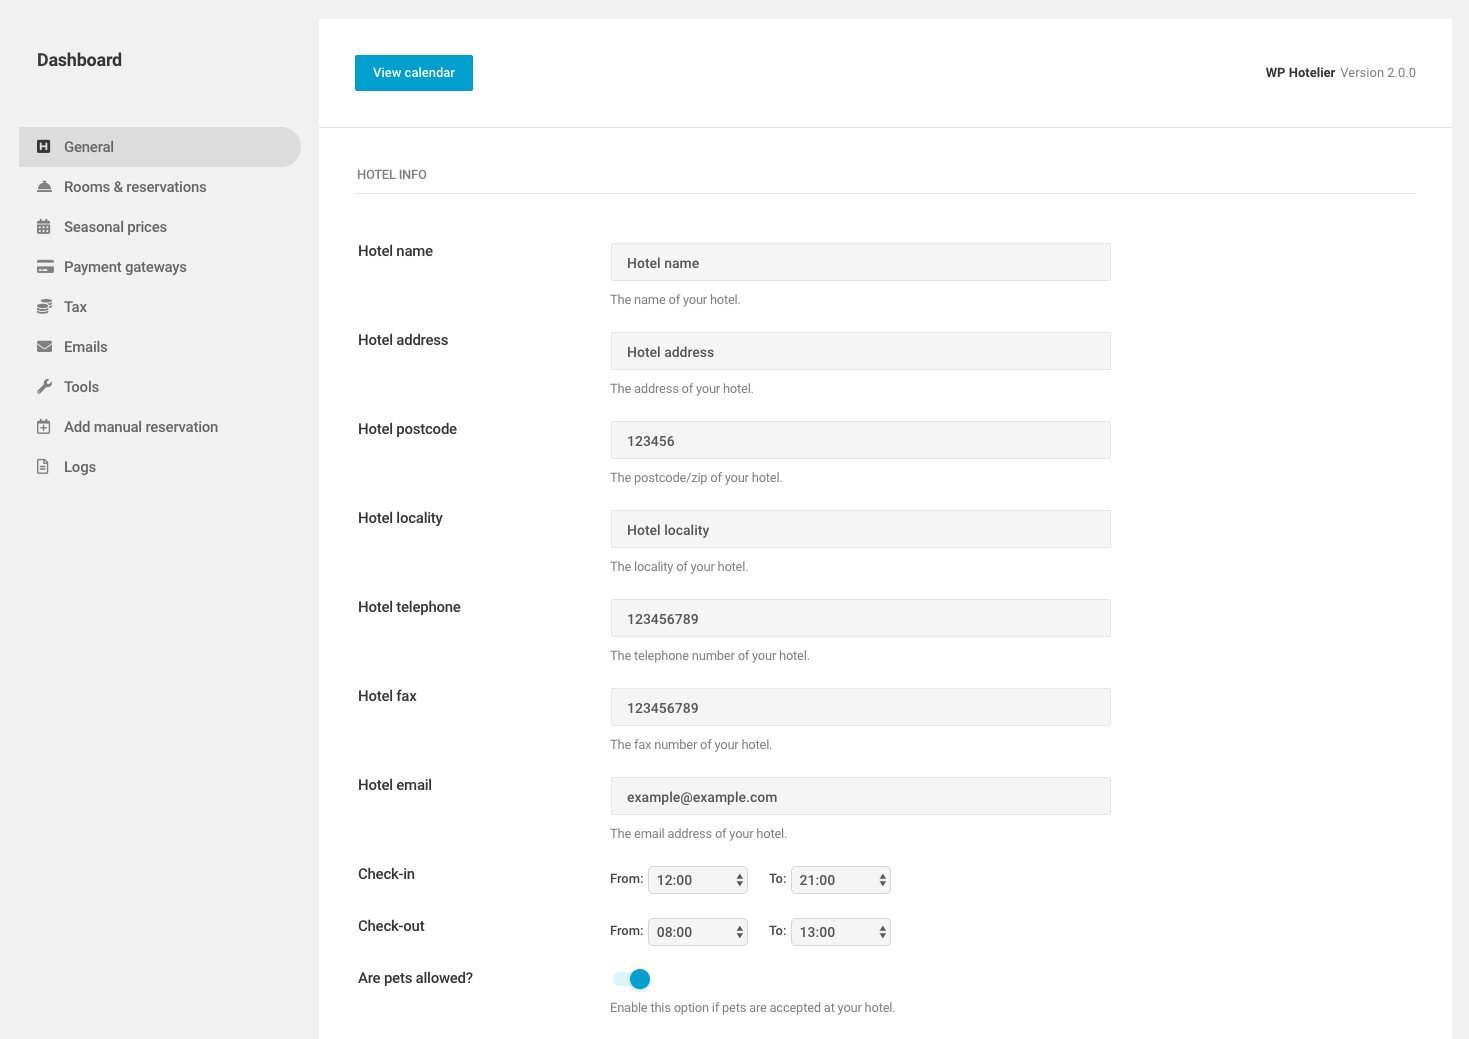 Dashboard
General
Rooms & reservations
Seasonal prices
Payment gateways
Tax
Emails
Tools
Add manual reservation
Logs
View calendar
WP Hotelier Version 2.0.0
HOTEL INFO
Hotel name
Hotel name
The name of your hotel.
Hotel address
Hotel address
The address of your hotel.
Hotel postcode
123456
The postcode/zip of your hotel.
Hotel locality
Hotel locality
The locality of your hotel.
Hotel telephone
123456789
The telephone number of your hotel.
Hotel fax
123456789
The fax number of your hotel.
Hotel email
example@example.com
The email address of your hotel.
Check-in
From: 12:00 To: 21:00
Check-out
From: 08:00 To: 13:00
Are pets allowed?
Enable this option if pets are accepted at your hotel.